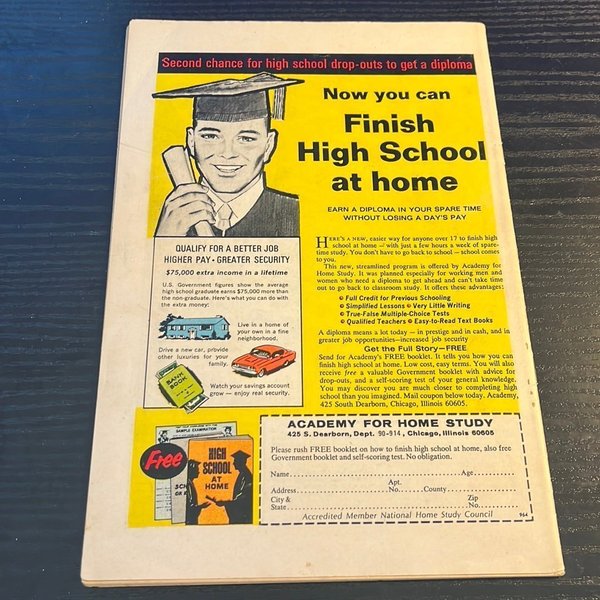 Second chance for high school drop-outs to get a diploma
Now you can
Finish
High School
at home
EARN A DIPLOMA IN YOUR SPARE TIME
WITHOUT LOSING A DAY'S PAY
HERE'S A NEW, easier way for anyone over 17 to finish high
school at home — with just a few hours a week of spare-
time study. You don't have to go back to school — school
comes to you.
This new, streamlined program is offered by Academy for
Home Study. It was planned especially for working men and
women who need a diploma to get ahead and can't take time
out to go back to classroom study. It offers these advantages:
Full Credit for Previous Schooling
Simplified Lessons Very Little Writing
True-False Multiple-Choice Tests
Qualified Teachers Easy-to-Read Text Books
A diploma means a lot today — in prestige and in cash, and in
greater job opportunities—increased job security
Get the Full Story—FREE
Send for Academy's FREE booklet. It tells you how you can
finish high school at home. Low cost, easy terms. You will also
receive free a valuable Government booklet with advice for
drop-outs, and a self-scoring test of your general knowledge.
You may discover you are much closer to completing high
school than you imagined. Mail coupon below today. Academy,
425 South Dearborn, Chicago, Illinois 60605.
QUALIFY FOR A BETTER JOB
HIGHER PAY • GREATER SECURITY
$75,000 extra income in a lifetime
U.S. Government figures show the average
high school graduate earns $75,000 more than
the non-graduate. Here's what you can do with
the extra money:
Live in a home of
your own in a fine
neighborhood.
Drive a new car, provide
other luxuries for your
family.
BANK
BOOK
Watch your savings account
grow — enjoy real security.
Free
SAMPLE EXAMINATION
HIGH
SCHOOL
AT
HOME
ACADEMY FOR HOME STUDY
425 S. Dearborn, Dept. 90-914, Chicago, Illinois 60605
Please rush FREE booklet on how to finish high school at home, also free
Government booklet and self-scoring test. No obligation.
Name Age
Apt.
Address No. County
City & Zip
State No.
Accredited Member National Home Study Council 964